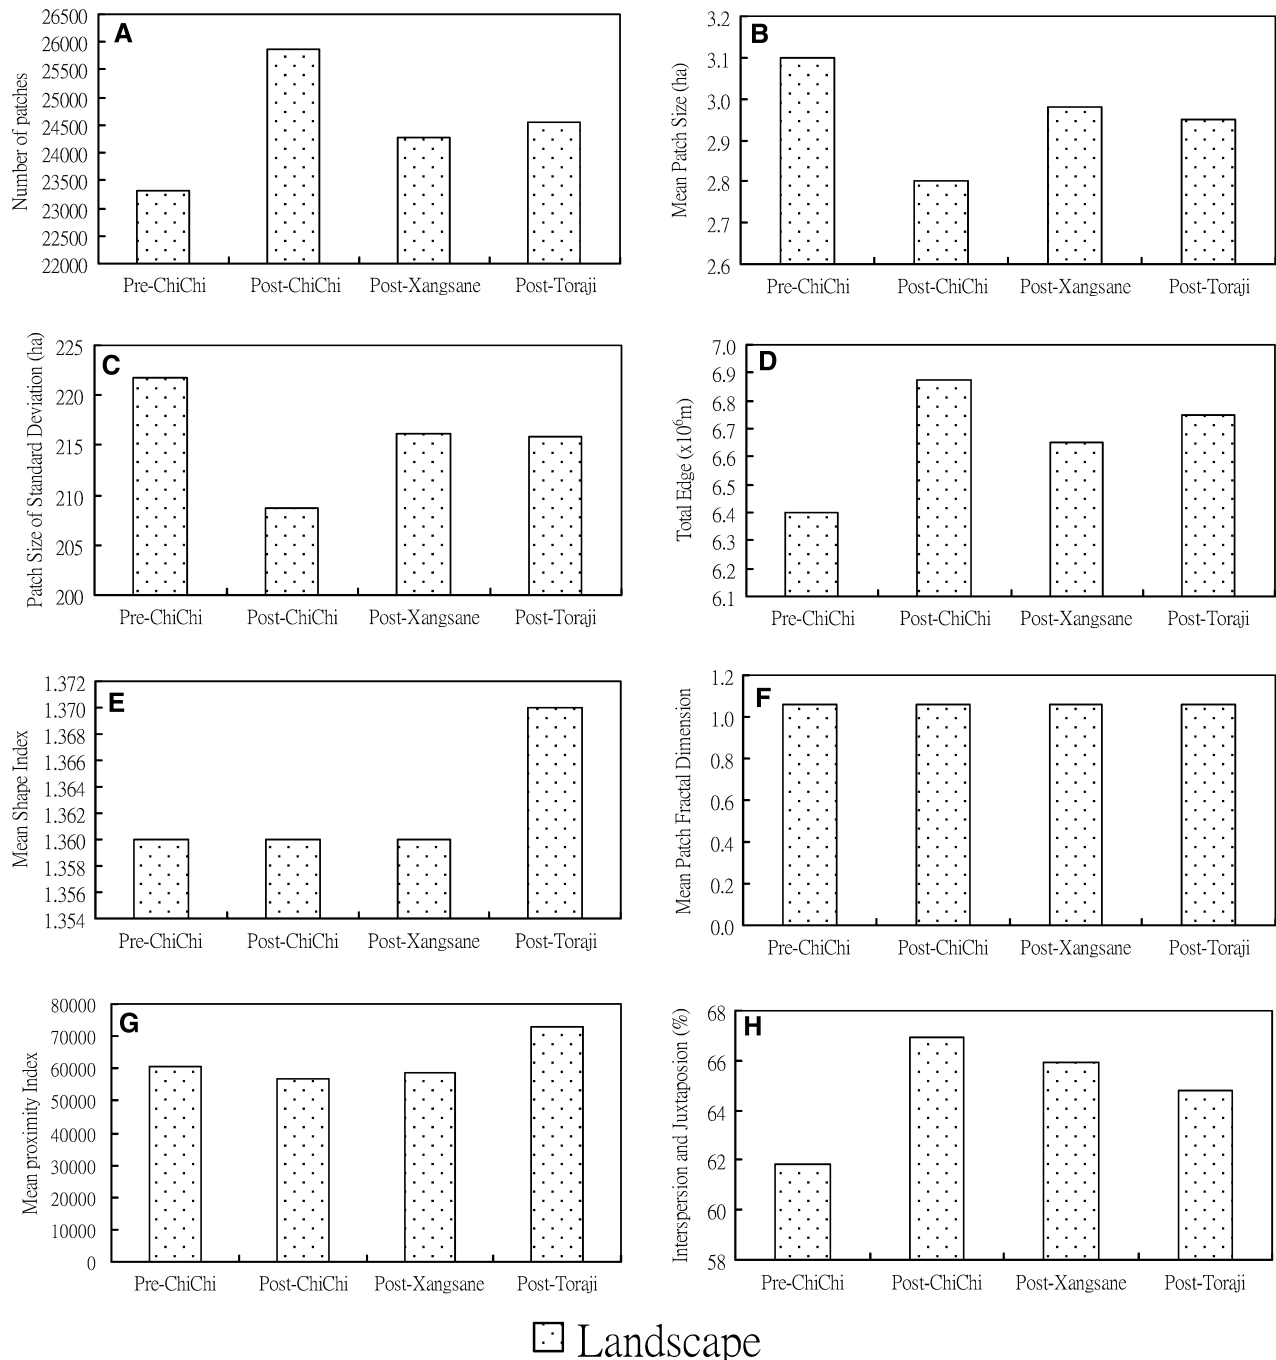 A
Number of patches
26500
26000
25500
25000
24500
24000
23500
23000
22500
22000
Pre-ChiChi Post-ChiChi Post-Xangsane Post-Toraji
B
Mean Patch Size (ha)
3.2
3.1
3.0
2.9
2.8
2.7
2.6
Pre-ChiChi Post-ChiChi Post-Xangsane Post-Toraji
C
Patch Size of Standard Deviation (ha)
225
220
215
210
205
200
Pre-ChiChi Post-ChiChi Post-Xangsane Post-Toraji
D
Total Edge (x10⁶m)
7.0
6.9
6.8
6.7
6.6
6.5
6.4
6.3
6.2
6.1
Pre-ChiChi Post-ChiChi Post-Xangsane Post-Toraji
E
Mean Shape Index
1.372
1.370
1.368
1.366
1.364
1.362
1.360
1.358
1.356
1.354
Pre-ChiChi Post-ChiChi Post-Xangsane Post-Toraji
F
Mean Patch Fractal Dimension
1.2
1.0
0.8
0.6
0.4
0.2
0.0
Pre-ChiChi Post-ChiChi Post-Xangsane Post-Toraji
G
Mean proximity Index
80000
70000
60000
50000
40000
30000
20000
10000
0
Pre-ChiChi Post-ChiChi Post-Xangsane Post-Toraji
H
Interspersion and Juxtaposion (%)
68
66
64
62
60
58
Pre-ChiChi Post-ChiChi Post-Xangsane Post-Toraji
Landscape